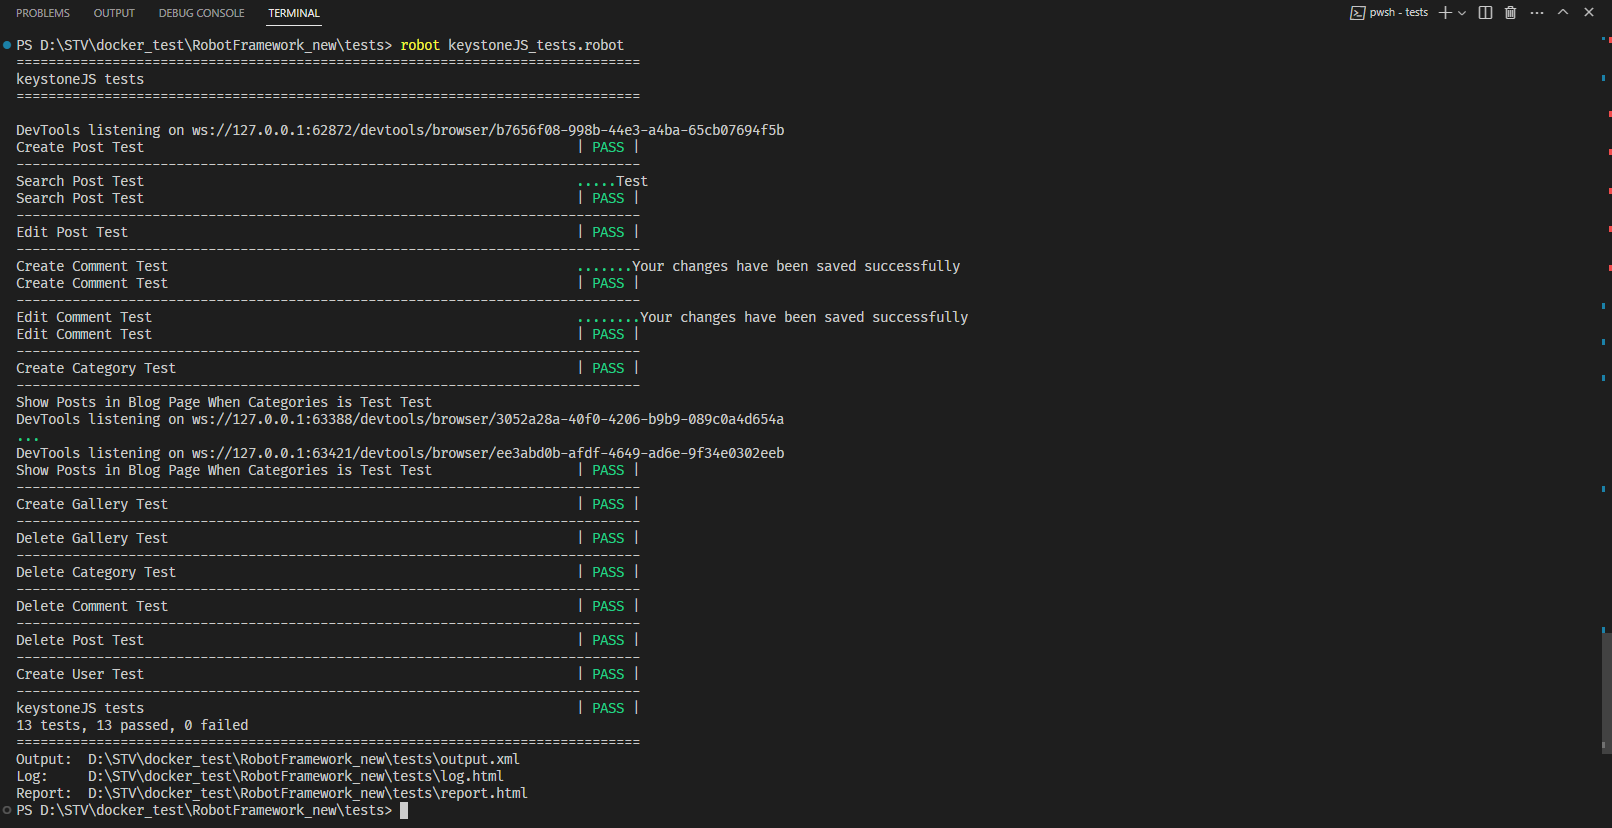 PROBLEMS OUTPUT DEBUG CONSOLE TERMINAL pwsh - tests
PS D:\STV\docker_test\RobotFramework_new\tests> robot keystoneJS_tests.robot
==============================================================================
keystoneJS tests
==============================================================================
DevTools listening on ws://127.0.0.1:62872/devtools/browser/b7656f08-998b-44e3-a4ba-65cb07694f5b
Create Post Test                                                      | PASS |
------------------------------------------------------------------------------
Search Post Test                                                      .....Test
Search Post Test                                                      | PASS |
------------------------------------------------------------------------------
Edit Post Test                                                        | PASS |
------------------------------------------------------------------------------
Create Comment Test                                                   .......Your changes have been saved successfully
Create Comment Test                                                   | PASS |
------------------------------------------------------------------------------
Edit Comment Test                                                     ........Your changes have been saved successfully
Edit Comment Test                                                     | PASS |
------------------------------------------------------------------------------
Create Category Test                                                  | PASS |
------------------------------------------------------------------------------
Show Posts in Blog Page When Categories is Test Test
DevTools listening on ws://127.0.0.1:63388/devtools/browser/3052a28a-40f0-4206-b9b9-089c0a4d654a
...
DevTools listening on ws://127.0.0.1:63421/devtools/browser/ee3abd0b-afdf-4649-ad6e-9f34e0302eeb
Show Posts in Blog Page When Categories is Test Test                  | PASS |
------------------------------------------------------------------------------
Create Gallery Test                                                   | PASS |
------------------------------------------------------------------------------
Delete Gallery Test                                                   | PASS |
------------------------------------------------------------------------------
Delete Category Test                                                  | PASS |
------------------------------------------------------------------------------
Delete Comment Test                                                   | PASS |
------------------------------------------------------------------------------
Delete Post Test                                                      | PASS |
------------------------------------------------------------------------------
Create User Test                                                      | PASS |
------------------------------------------------------------------------------
keystoneJS tests                                                      | PASS |
13 tests, 13 passed, 0 failed
==============================================================================
Output:  D:\STV\docker_test\RobotFramework_new\tests\output.xml
Log:     D:\STV\docker_test\RobotFramework_new\tests\log.html
Report:  D:\STV\docker_test\RobotFramework_new\tests\report.html
PS D:\STV\docker_test\RobotFramework_new\tests>